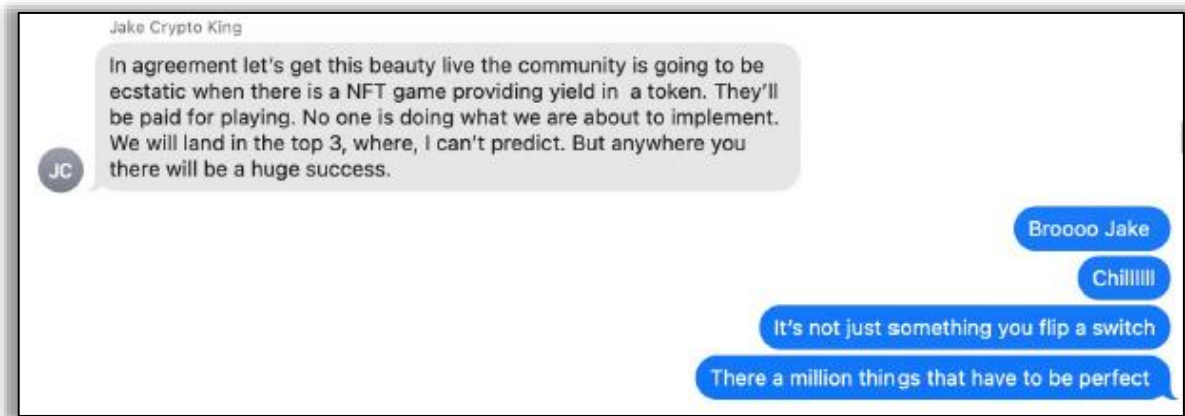 Jake Crypto King
In agreement let's get this beauty live the community is going to be
ecstatic when there is a NFT game providing yield in a token. They'll
be paid for playing. No one is doing what we are about to implement.
We will land in the top 3, where, I can't predict. But anywhere you
there will be a huge success.
JC
Broooo Jake
Chilllllll
It's not just something you flip a switch
There a million things that have to be perfect